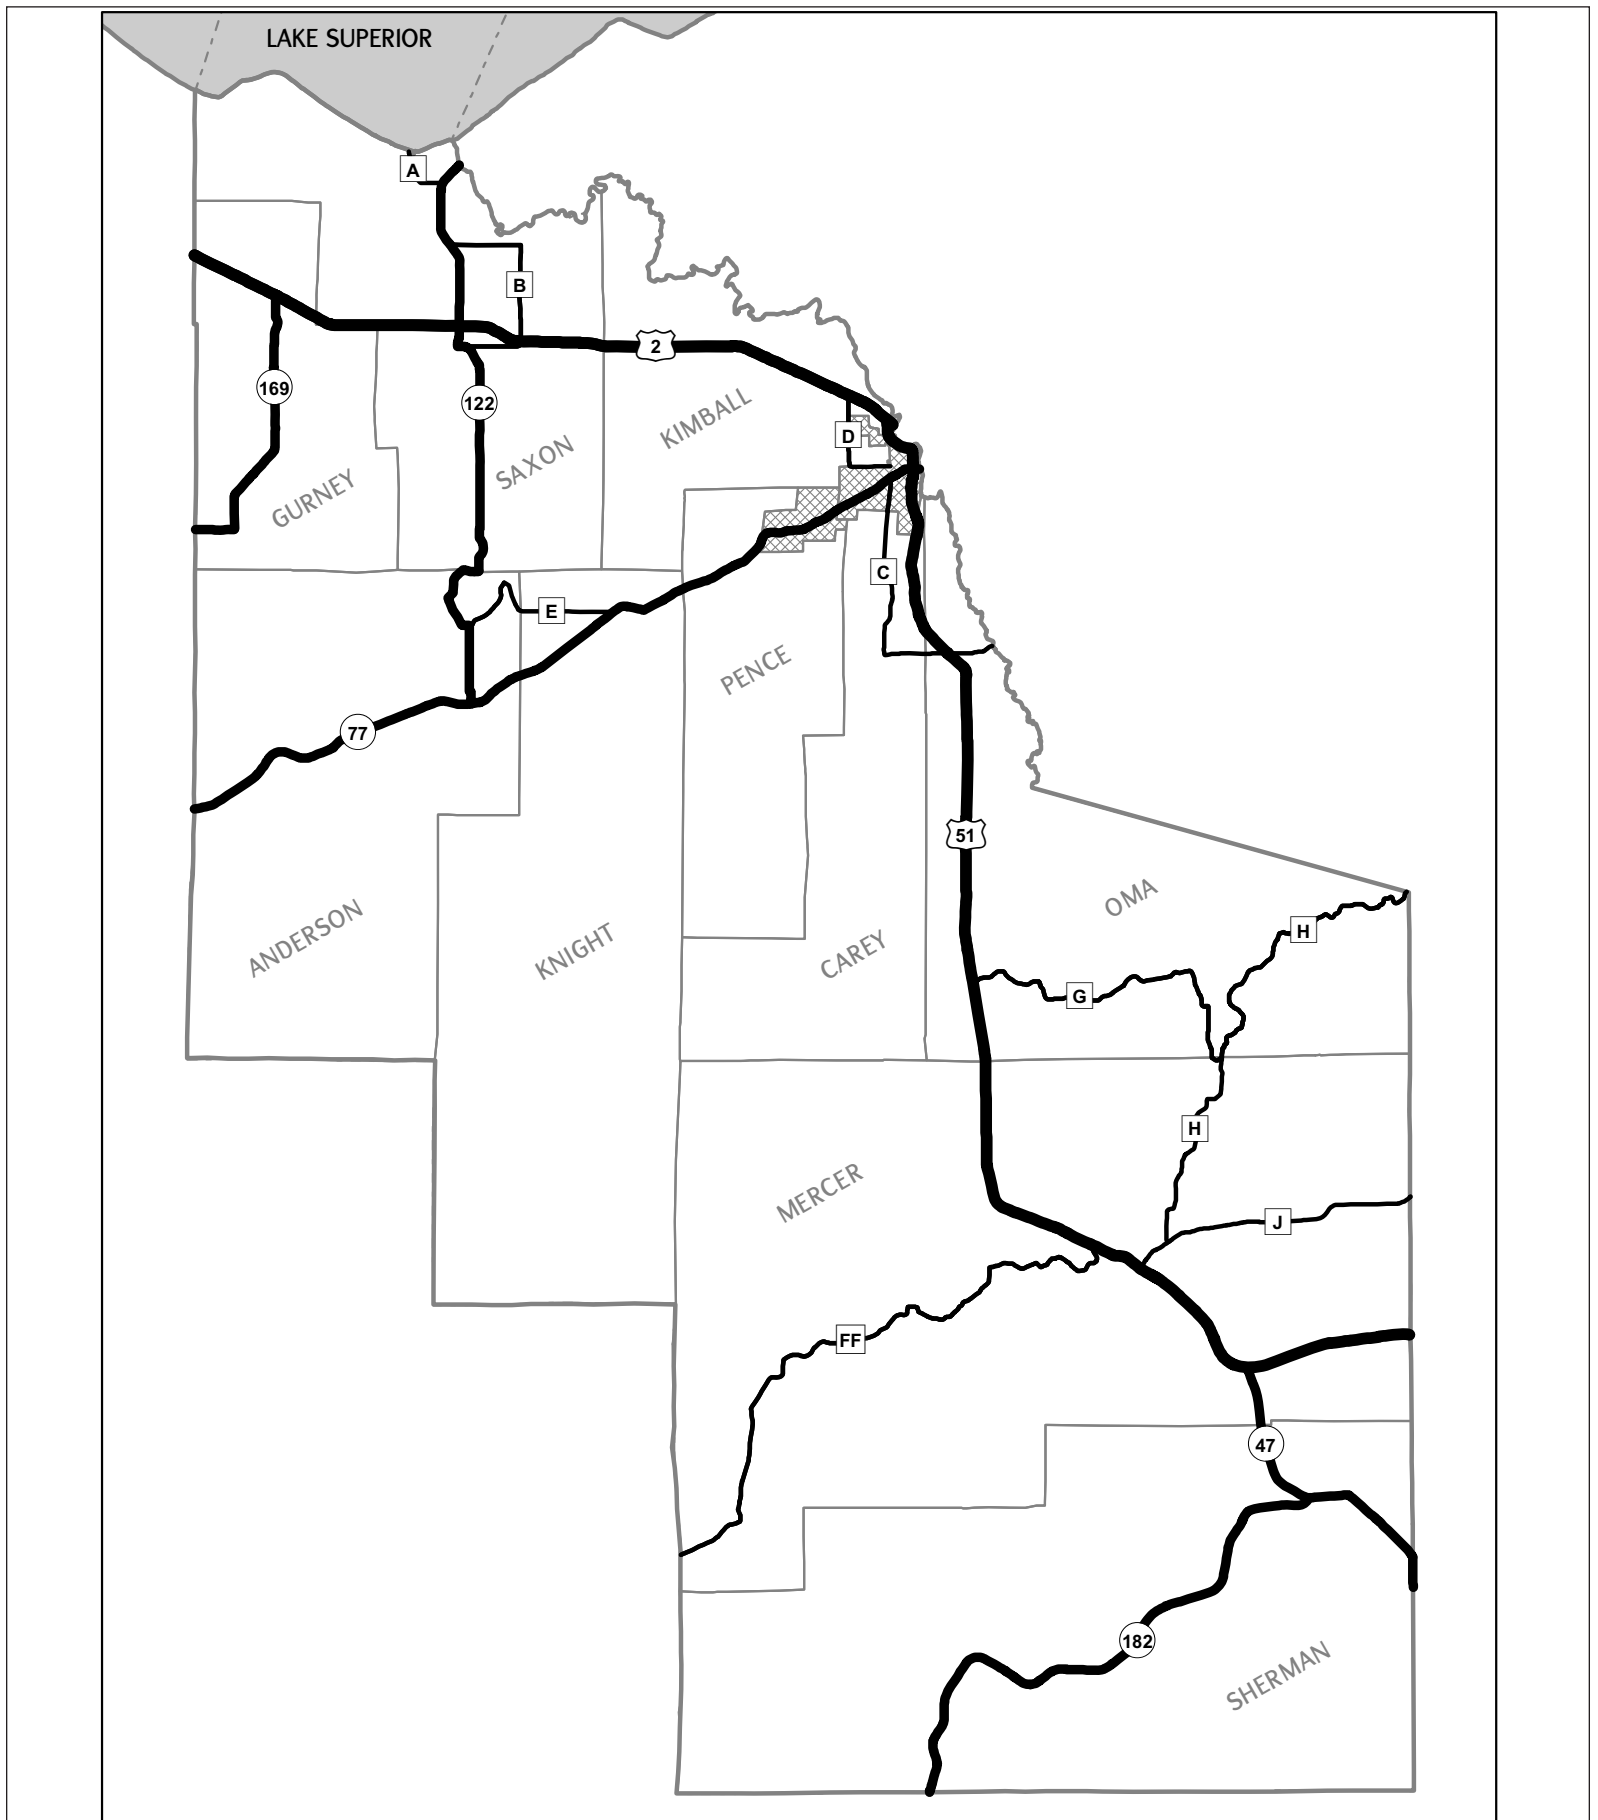 LAKE SUPERIOR
A
B
2
169
122
KIMBALL
D
SAXON
GURNEY
C
E
PENCE
77
51
OMA
ANDERSON
KNIGHT
CAREY
H
G
H
MERCER
J
FF
47
182
SHERMAN